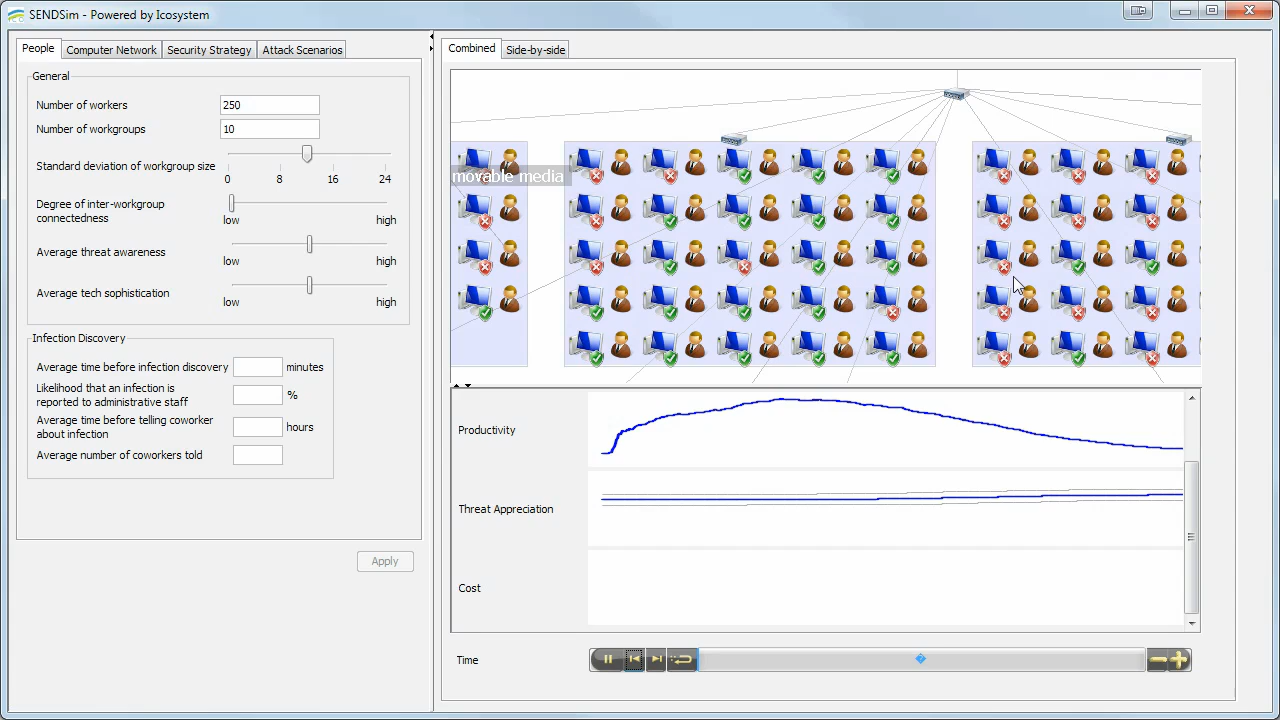 SENDSim - Powered by Icosystem
People Computer Network Security Strategy Attack Scenarios
General
Number of workers 250
Number of workgroups 10
Standard deviation of workgroup size
0 8 16 24
Degree of inter-workgroup
connectedness
low high
Average threat awareness
low high
Average tech sophistication
low high
Infection Discovery
Average time before infection discovery minutes
Likelihood that an infection is
reported to administrative staff %
Average time before telling coworker
about infection hours
Average number of coworkers told
Apply
Combined Side-by-side
movable media
Productivity
Threat Appreciation
Cost
Time